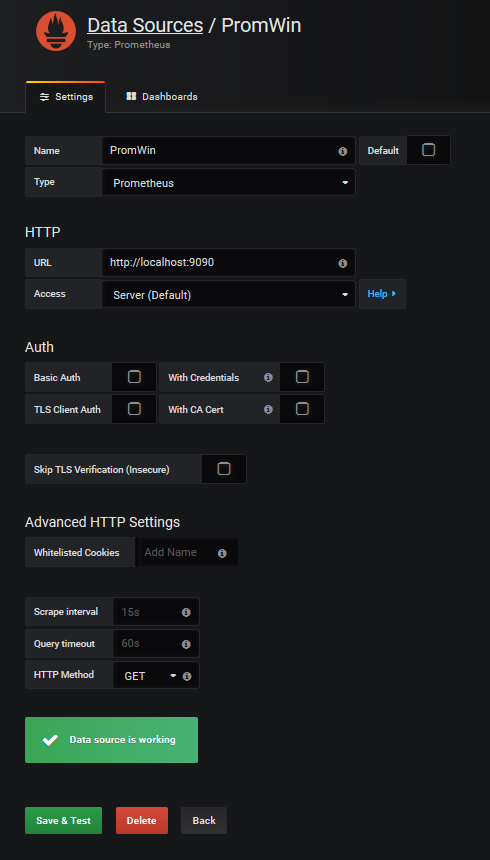 Data Sources / PromWin
Type: Prometheus
Settings Dashboards
Name PromWin Default
Type Prometheus
HTTP
URL http://localhost:9090
Access Server (Default) Help
Auth
Basic Auth With Credentials
TLS Client Auth With CA Cert
Skip TLS Verification (Insecure)
Advanced HTTP Settings
Whitelisted Cookies Add Name
Scrape interval 15s
Query timeout 60s
HTTP Method GET
Data source is working
Save & Test Delete Back